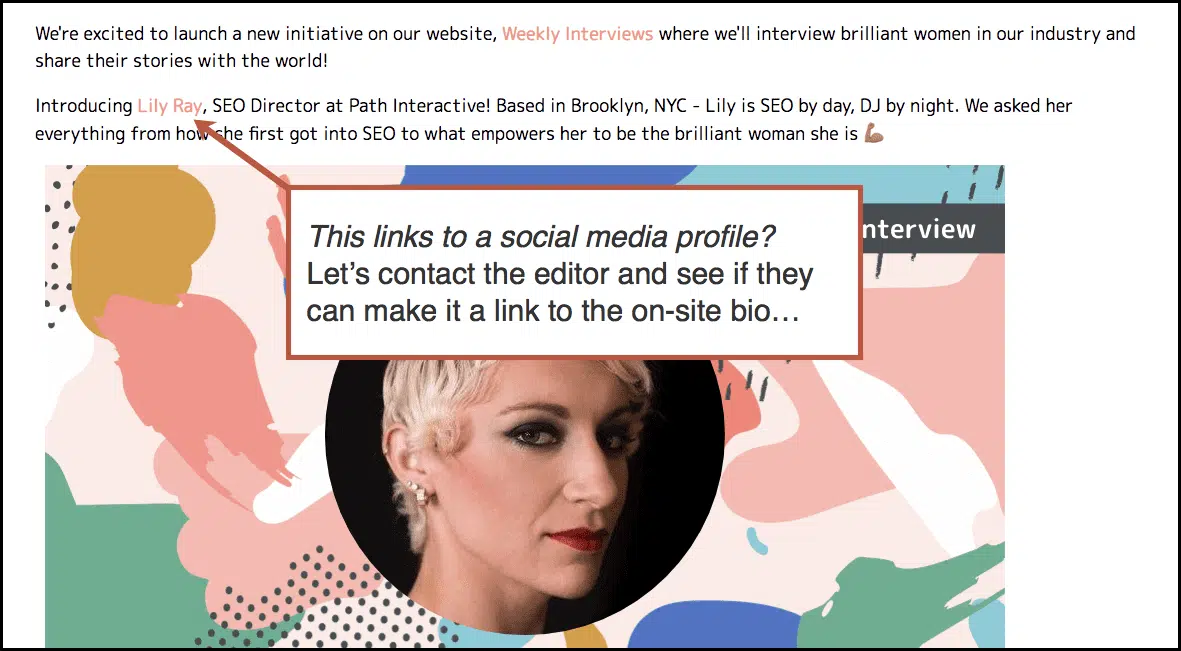 We're excited to launch a new initiative on our website, Weekly Interviews where we'll interview brilliant women in our industry and
share their stories with the world!
Introducing Lily Ray, SEO Director at Path Interactive! Based in Brooklyn, NYC - Lily is SEO by day, DJ by night. We asked her
everything from how she first got into SEO to what empowers her to be the brilliant woman she is 💪🏽
nterview
This links to a social media profile?
Let’s contact the editor and see if they
can make it a link to the on-site bio…